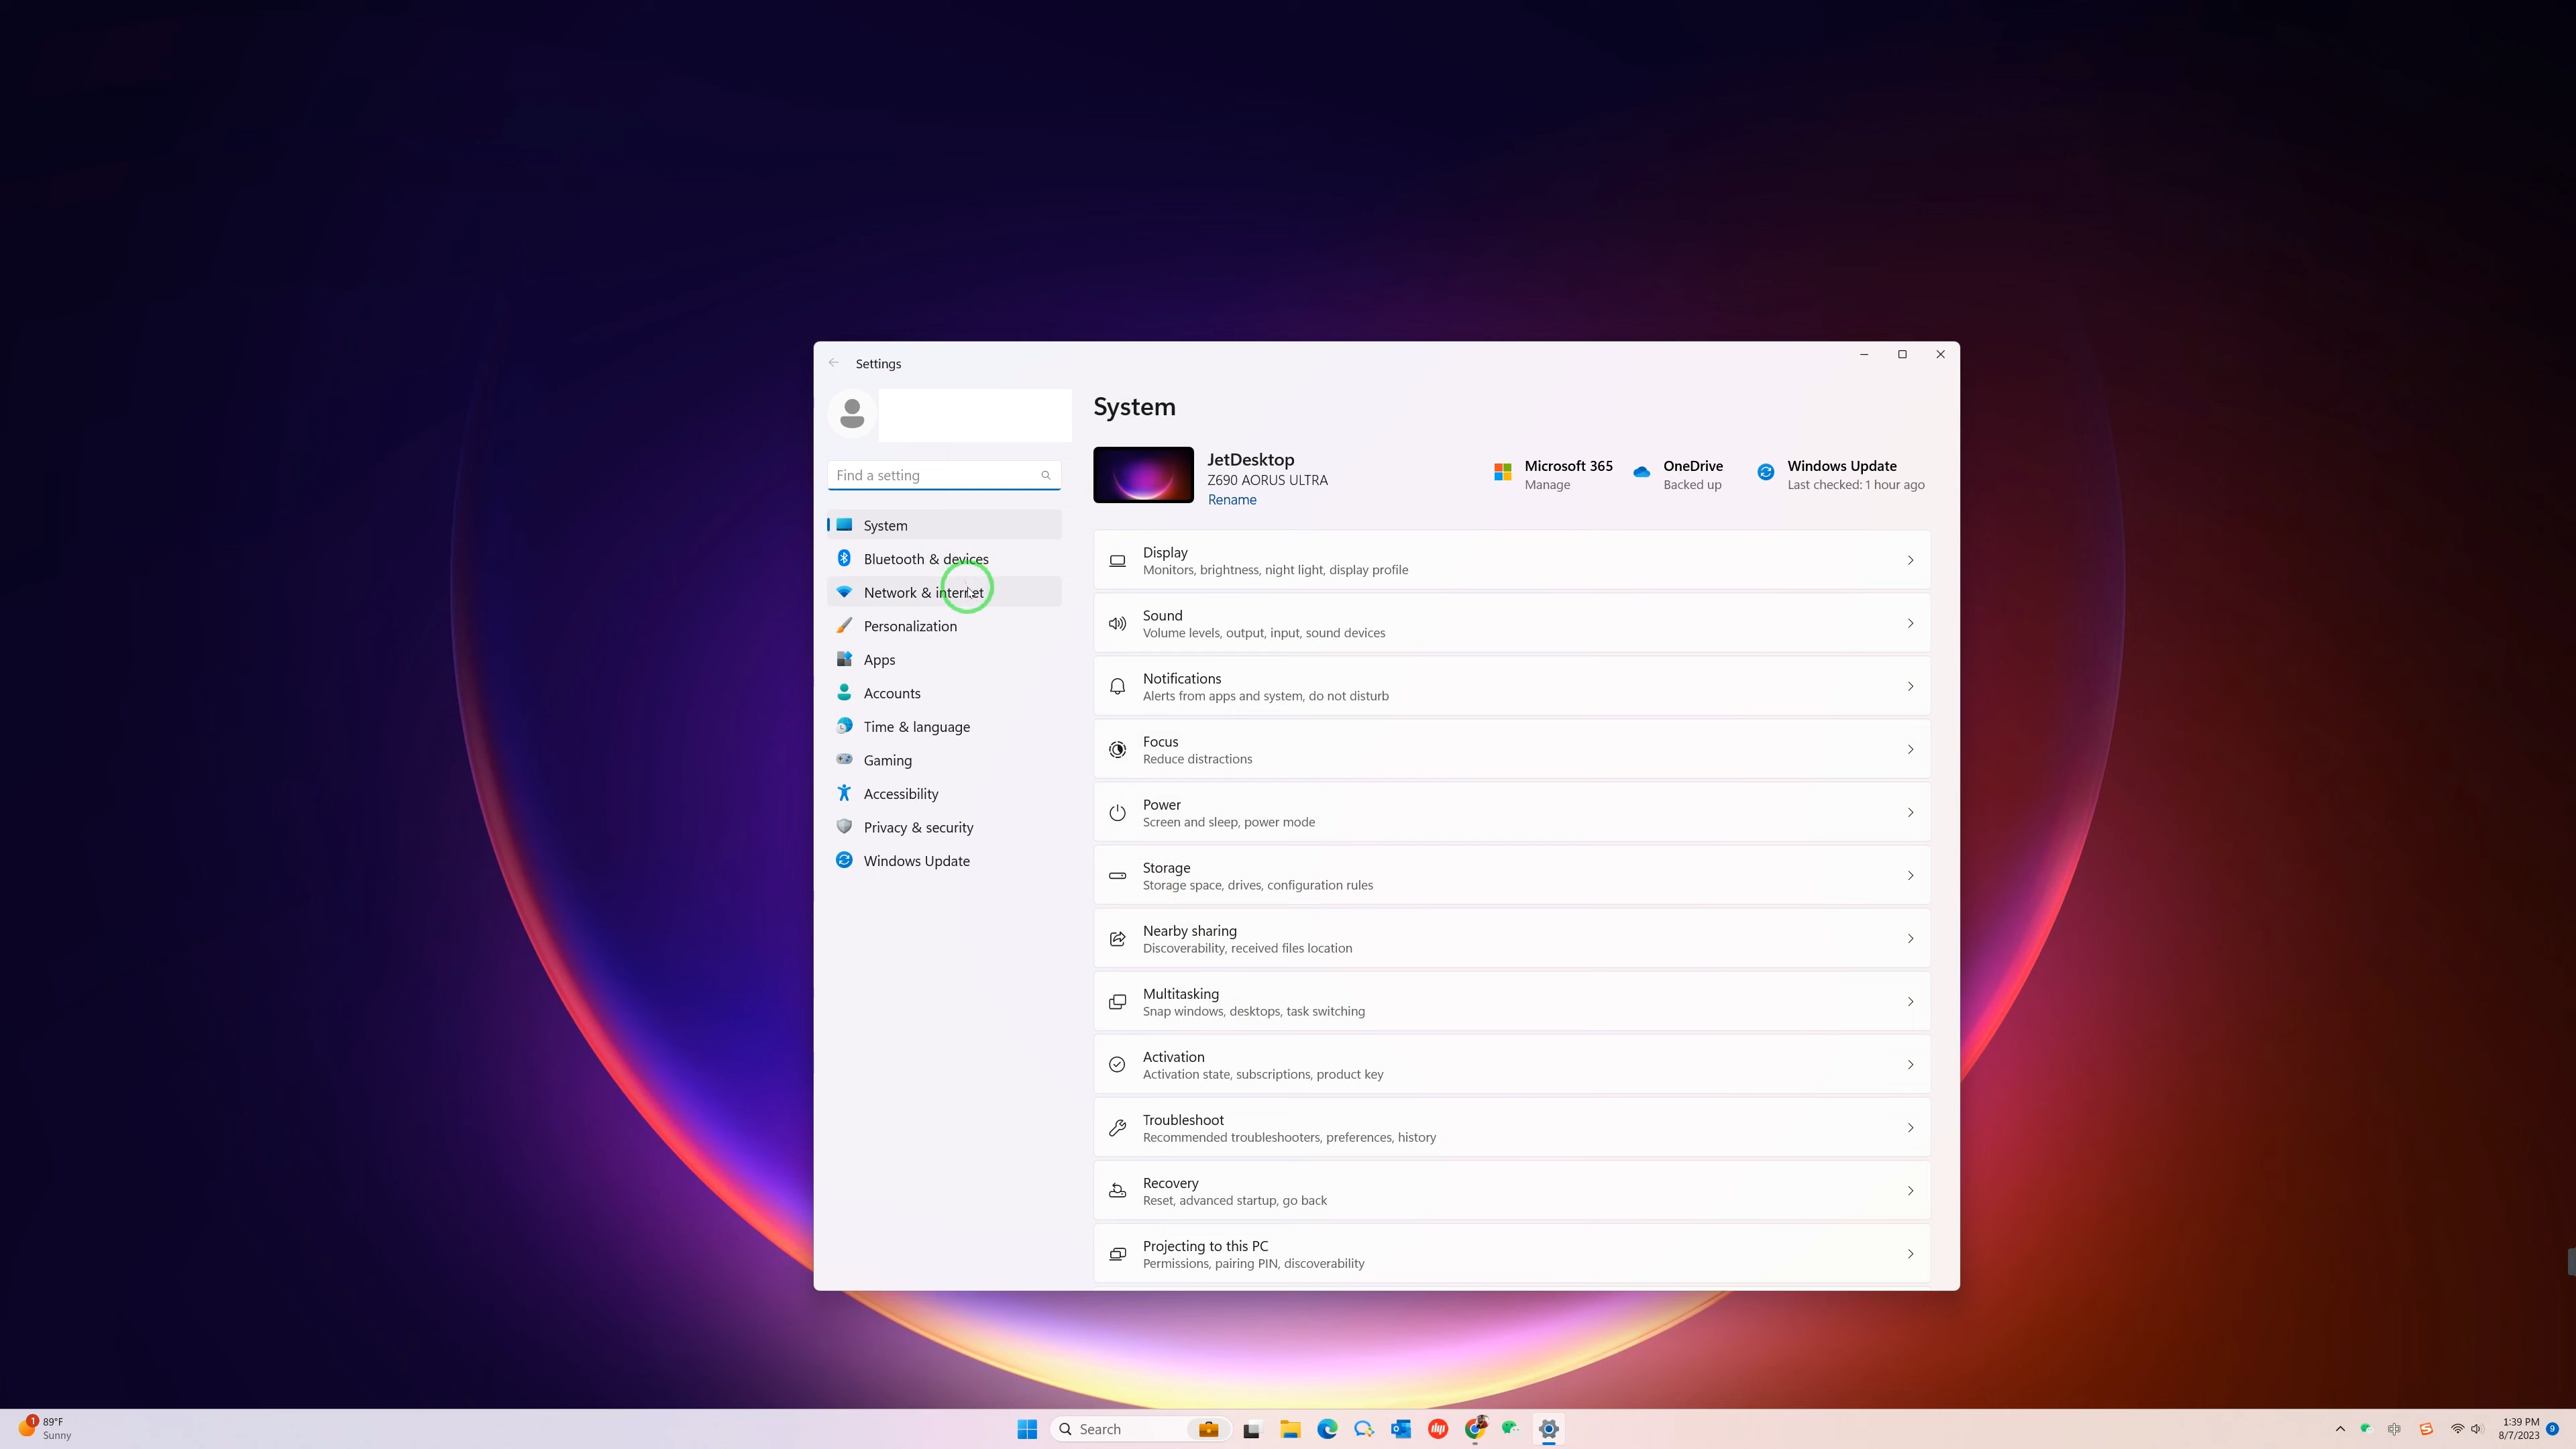 Settings
Find a setting
System
Bluetooth & devices
Network & internet
Personalization
Apps
Accounts
Time & language
Gaming
Accessibility
Privacy & security
Windows Update
System
JetDesktop
Z690 AORUS ULTRA
Rename
Microsoft 365
Manage
OneDrive
Backed up
Windows Update
Last checked: 1 hour ago
Display
Monitors, brightness, night light, display profile
Sound
Volume levels, output, input, sound devices
Notifications
Alerts from apps and system, do not disturb
Focus
Reduce distractions
Power
Screen and sleep, power mode
Storage
Storage space, drives, configuration rules
Nearby sharing
Discoverability, received files location
Multitasking
Snap windows, desktops, task switching
Activation
Activation state, subscriptions, product key
Troubleshoot
Recommended troubleshooters, preferences, history
Recovery
Reset, advanced startup, go back
Projecting to this PC
Permissions, pairing PIN, discoverability
1
89°F
Sunny
Search
1:39 PM
8/7/2023
9